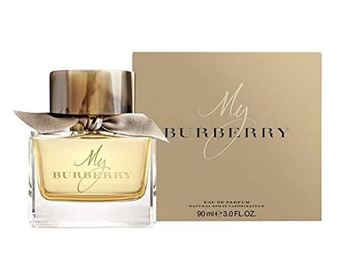 My
BURBERRY
My
BURBERRY
EAU DE PARFUM
NATURAL SPRAY VAPORISATEUR
90 ml℮ 3.0 FL.OZ.